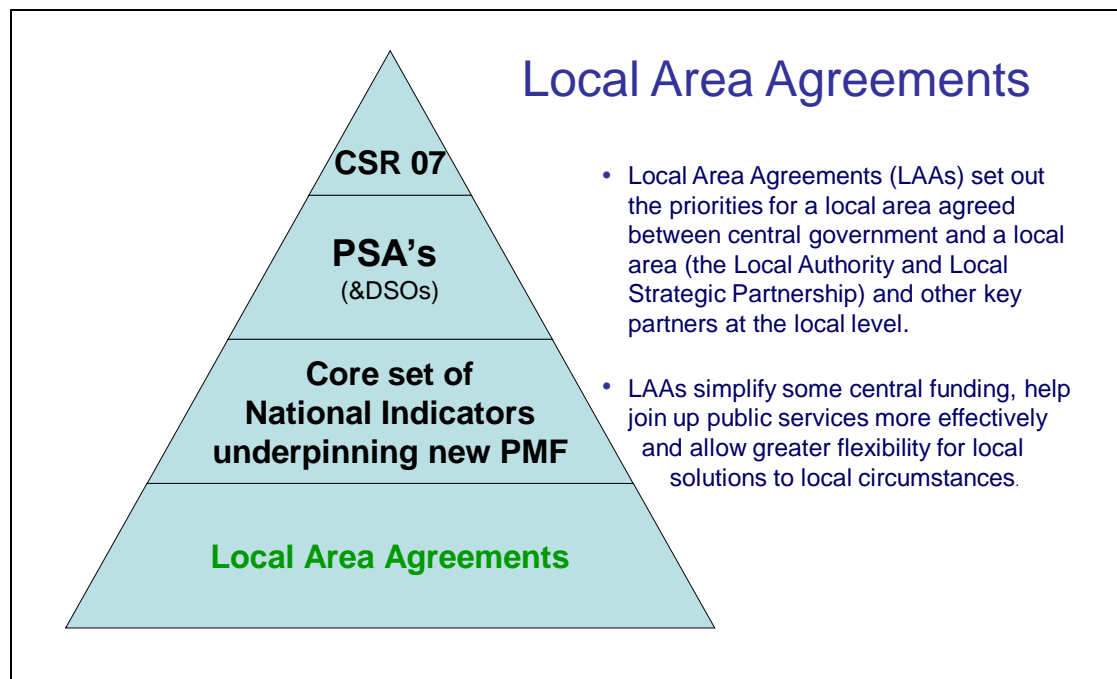 Local Area Agreements
CSR 07
PSA’s
(&DSOs)
Core set of
National Indicators
underpinning new PMF
Local Area Agreements
• Local Area Agreements (LAAs) set out
the priorities for a local area agreed
between central government and a local
area (the Local Authority and Local
Strategic Partnership) and other key
partners at the local level.
• LAAs simplify some central funding, help
join up public services more effectively
and allow greater flexibility for local
solutions to local circumstances.